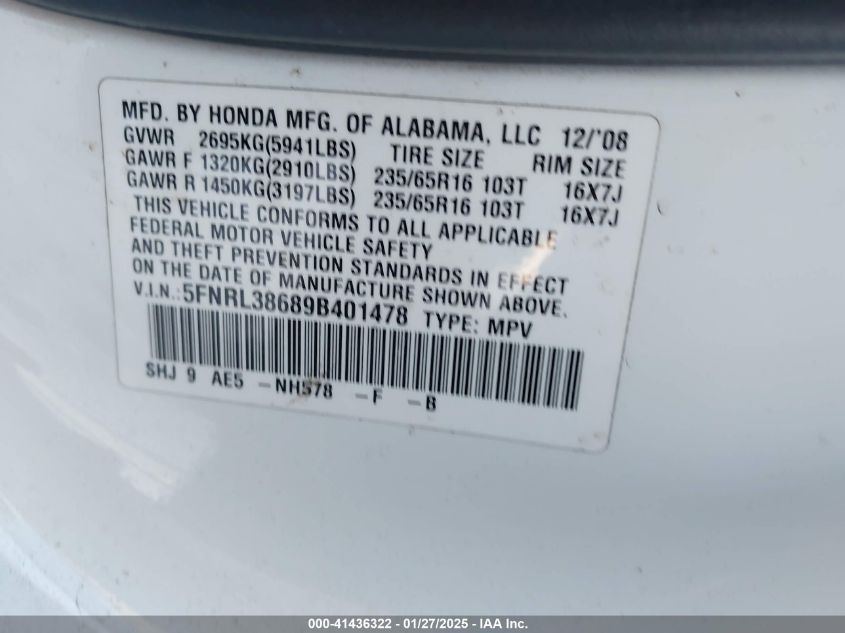 MFD. BY HONDA MFG. OF ALABAMA, LLC 12/'08
GVWR 2695KG(5941LBS) TIRE SIZE RIM SIZE
GAWR F 1320KG(2910LBS) 235/65R16 103T 16X7J
GAWR R 1450KG(3197LBS) 235/65R16 103T 16X7J
THIS VEHICLE CONFORMS TO ALL APPLICABLE
FEDERAL MOTOR VEHICLE SAFETY
AND THEFT PREVENTION STANDARDS IN EFFECT
ON THE DATE OF MANUFACTURE SHOWN ABOVE.
V.I.N.:5FNRL38689B401478 TYPE: MPV
SHJ 9 AE5 -NH578 -F -B
000-41436322 - 01/27/2025 - IAA Inc.